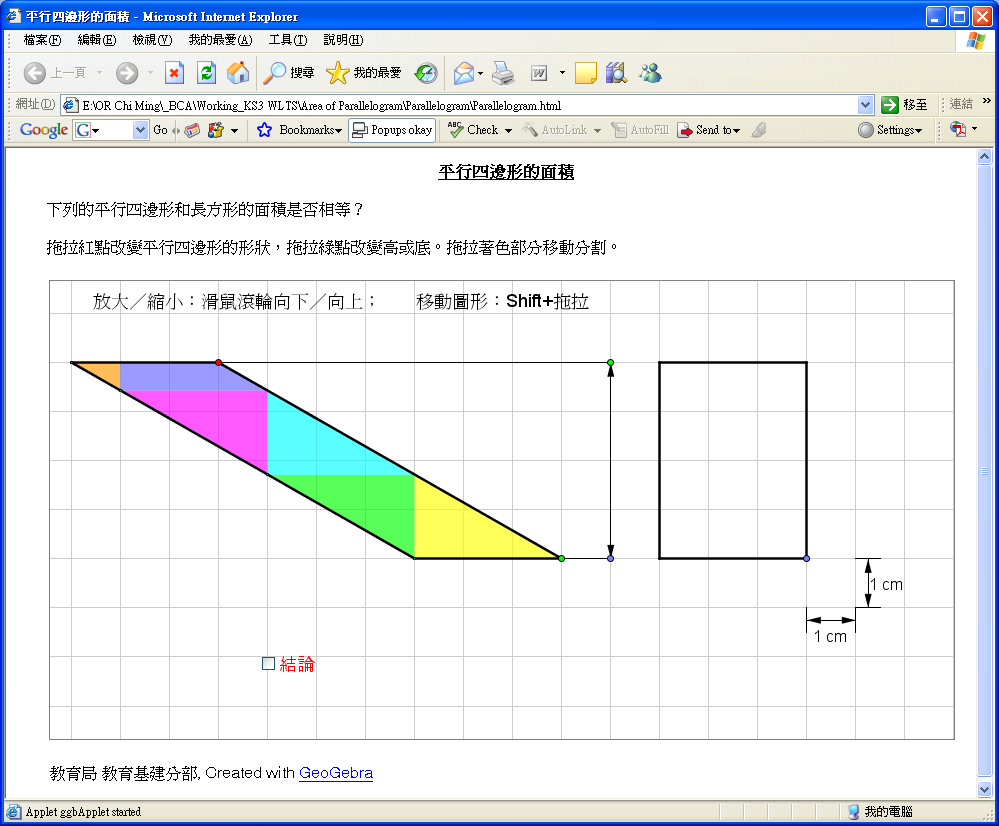 平行四邊形的面積 - Microsoft Internet Explorer
檔案(F) 編輯(E) 檢視(V) 我的最愛(A) 工具(T) 說明(H)
上一頁 搜尋 我的最愛
網址(D) E:\OR Chi Ming\_BCA\Working_KS3 WLTS\Area of Parallelogram\Parallelogram\Parallelogram.html 移至 連結 »
Google G Go Bookmarks Popups okay ABC Check AutoLink AutoFill Send to Settings
平行四邊形的面積
下列的平行四邊形和長方形的面積是否相等？
拖拉紅點改變平行四邊形的形狀，拖拉綠點改變高或底。拖拉著色部分移動分割。
放大／縮小：滑鼠滾輪向下／向上； 移動圖形：Shift+拖拉
1 cm
1 cm
結論
教育局 教育基建分部, Created with GeoGebra
Applet ggbApplet started 我的電腦